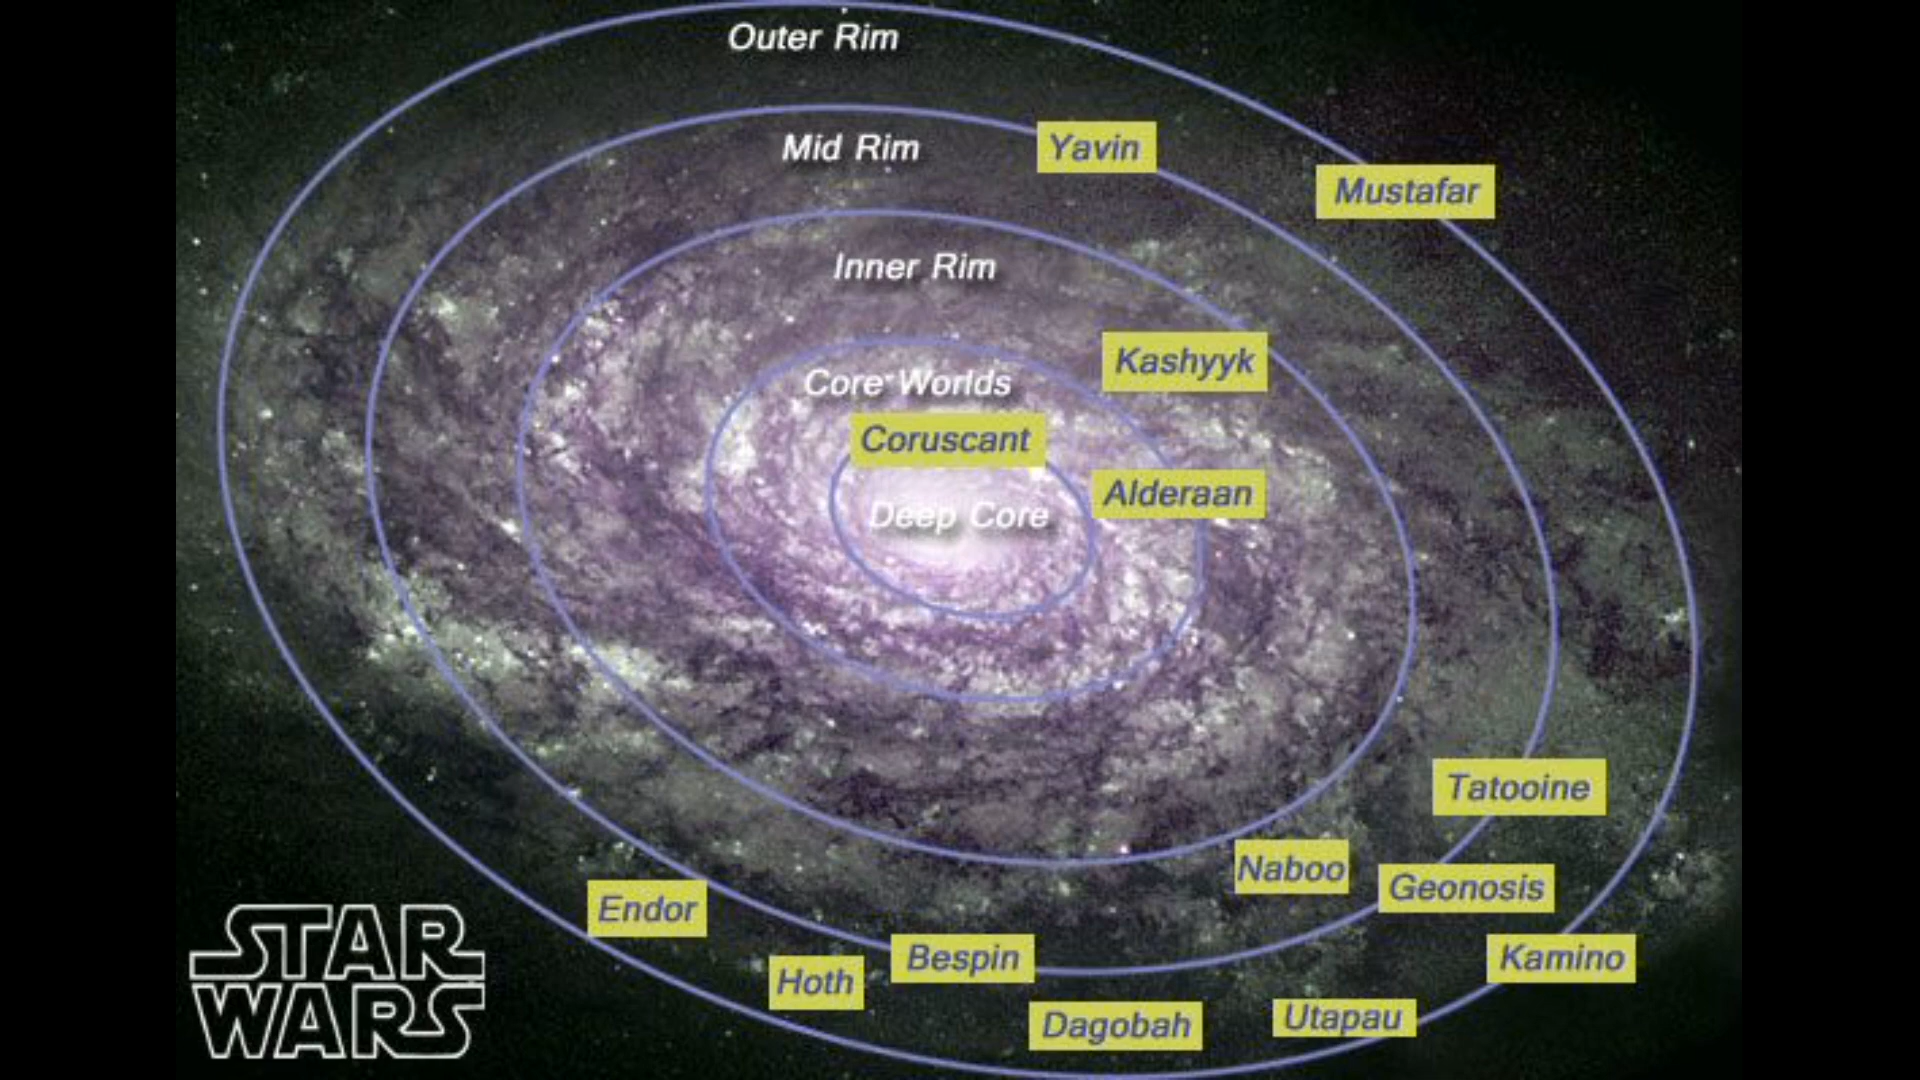 Outer Rim
Mid Rim
Yavin
Mustafar
Inner Rim
Kashyyk
Core Worlds
Coruscant
Alderaan
Deep Core
Tatooine
Naboo
Geonosis
Endor
Bespin
Kamino
Hoth
Dagobah
Utapau
STAR
WARS